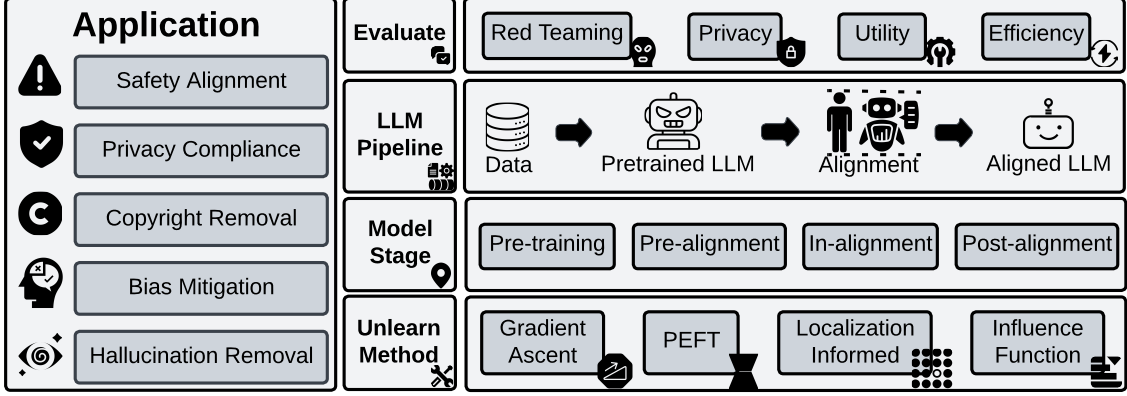 Application
Safety Alignment
Privacy Compliance
Copyright Removal
Bias Mitigation
Hallucination Removal
Evaluate
Red Teaming
Privacy
Utility
Efficiency
LLM
Pipeline
Data
Pretrained LLM
Alignment
Aligned LLM
Model
Stage
Pre-training
Pre-alignment
In-alignment
Post-alignment
Unlearn
Method
Gradient
Ascent
PEFT
Localization
Informed
Influence
Function